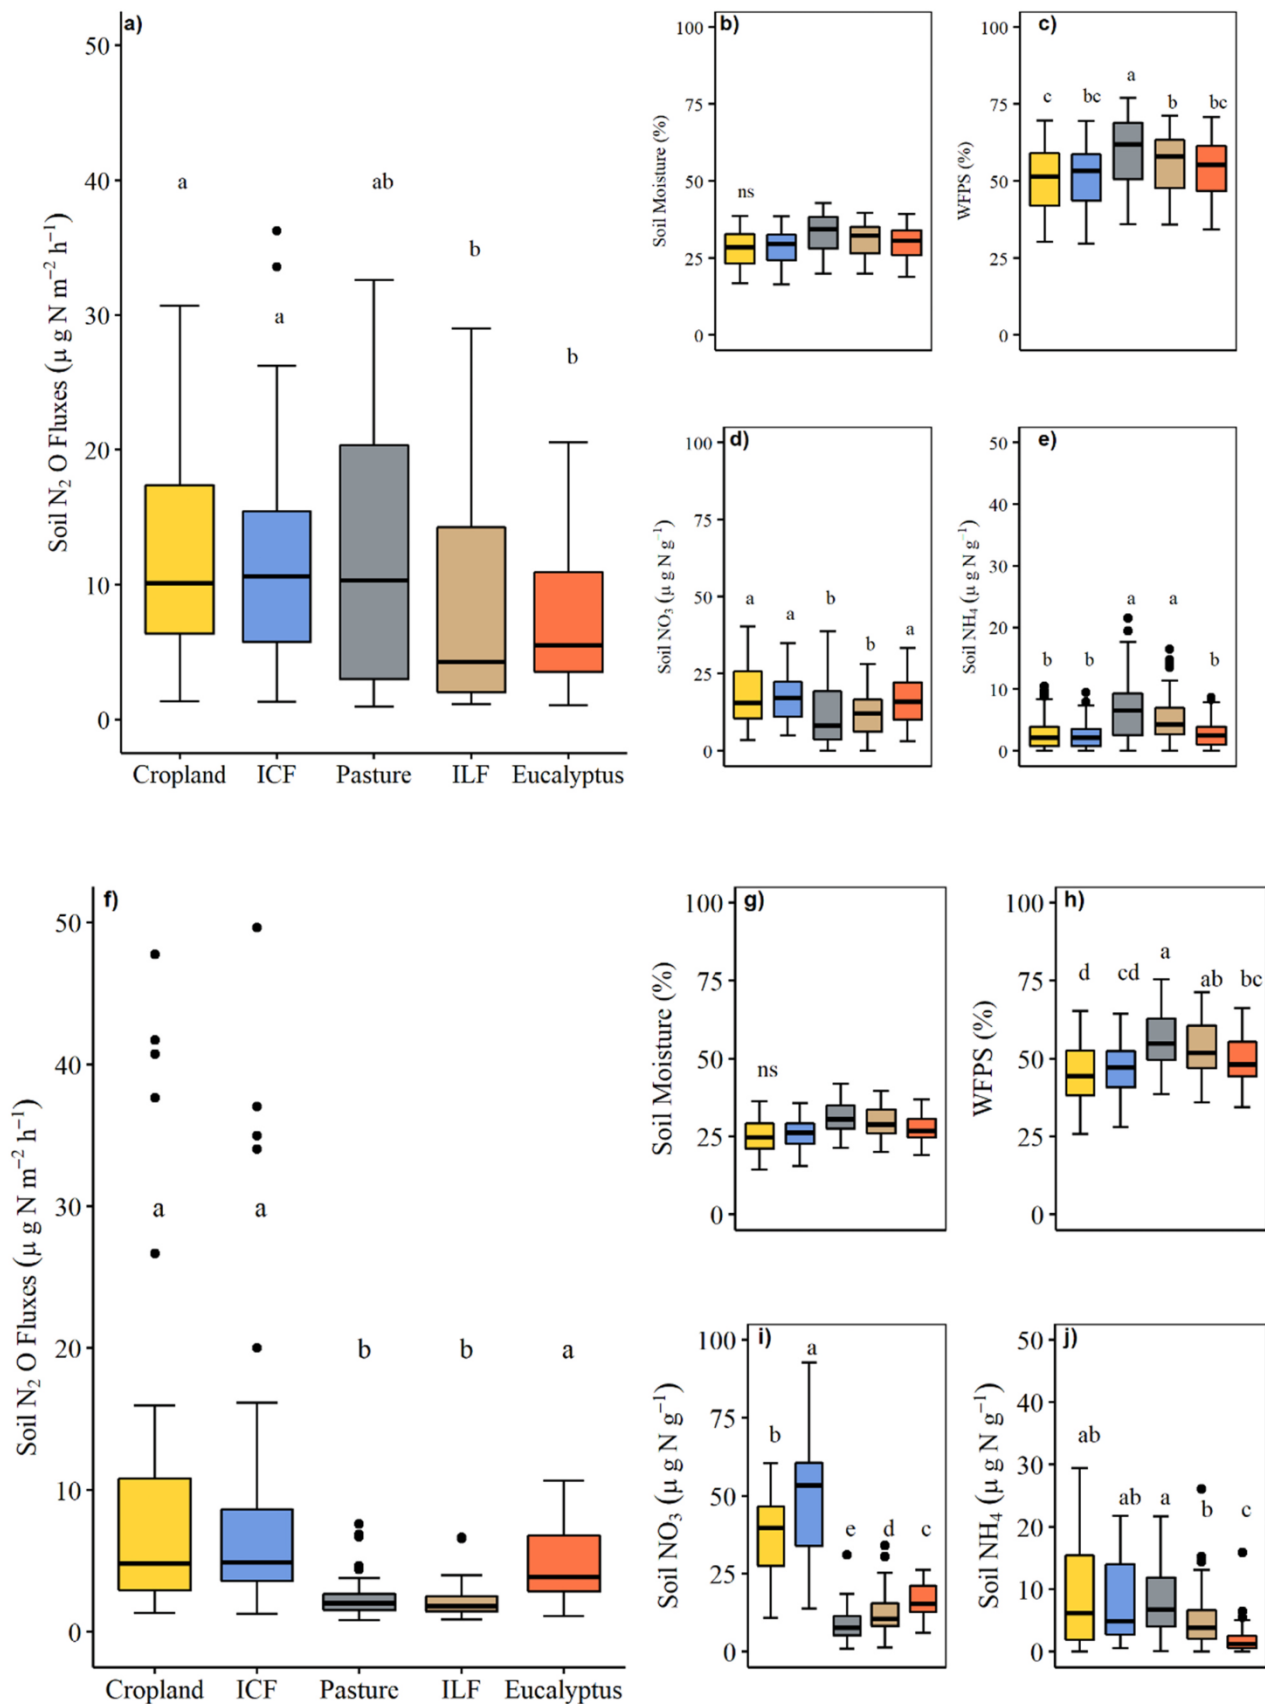 a)
Soil N₂ O Fluxes (μ g N m⁻² h⁻¹)
50
40
30
20
10
0
a
a
ab
b
b
Cropland ICF Pasture ILF Eucalyptus
b)
Soil Moisture (%)
100
75
50
25
0
ns
c)
WFPS (%)
100
75
50
25
0
c bc a b bc
d)
Soil NO₃ (μ g N g⁻¹)
100
75
50
25
0
a a b b a
e)
Soil NH₄ (μ g N g⁻¹)
50
40
30
20
10
0
b b a a b
f)
Soil N₂ O Fluxes (μ g N m⁻² h⁻¹)
50
40
30
20
10
0
a a b b a
Cropland ICF Pasture ILF Eucalyptus
g)
Soil Moisture (%)
100
75
50
25
0
ns
h)
WFPS (%)
100
75
50
25
0
d cd a ab bc
i)
Soil NO₃ (μ g N g⁻¹)
100
75
50
25
0
b a e d c
j)
Soil NH₄ (μ g N g⁻¹)
50
40
30
20
10
0
ab ab a b c